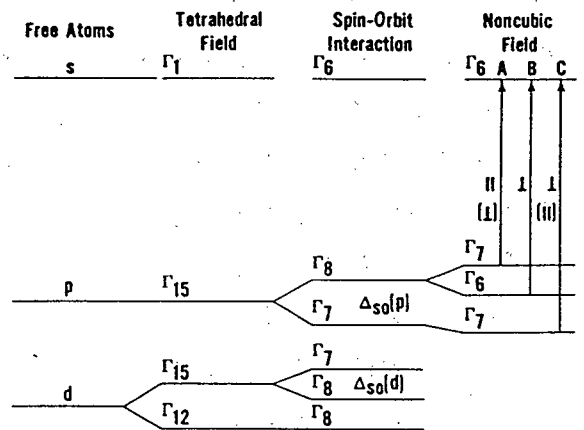 Free Atoms
Tetrahedral Field
Spin-Orbit Interaction
Noncubic Field
s
Γ1
Γ6
Γ6 A B C
|| (⊥)
⊥
⊥ (||)
p
Γ15
Γ8
Γ7
Δso(p)
Γ7
Γ6
Γ7
d
Γ15
Γ12
Γ7
Γ8 Δso(d)
Γ8